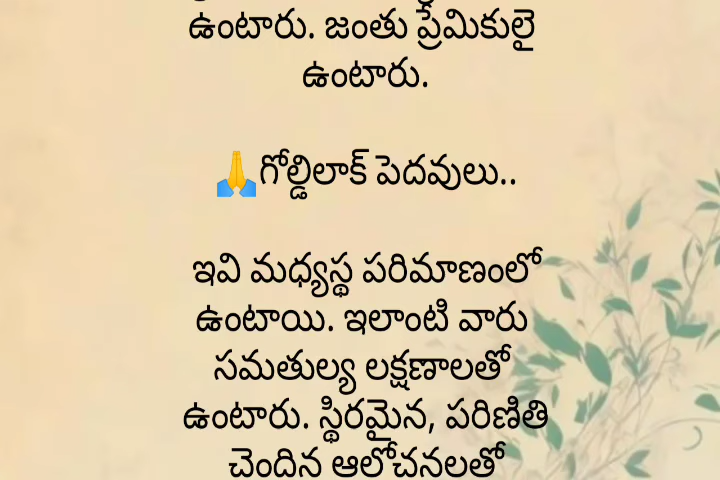 ఉంటారు. జంతు ప్రేమికులై
ఉంటారు.
🙏గోల్డిలాక్ పెదవులు..
ఇవి మధ్యస్థ పరిమాణంలో
ఉంటాయి. ఇలాంటి వారు
సమతుల్య లక్షణాలతో
ఉంటారు. స్థిరమైన, పరిణితి
చెందిన ఆలోచనలతో